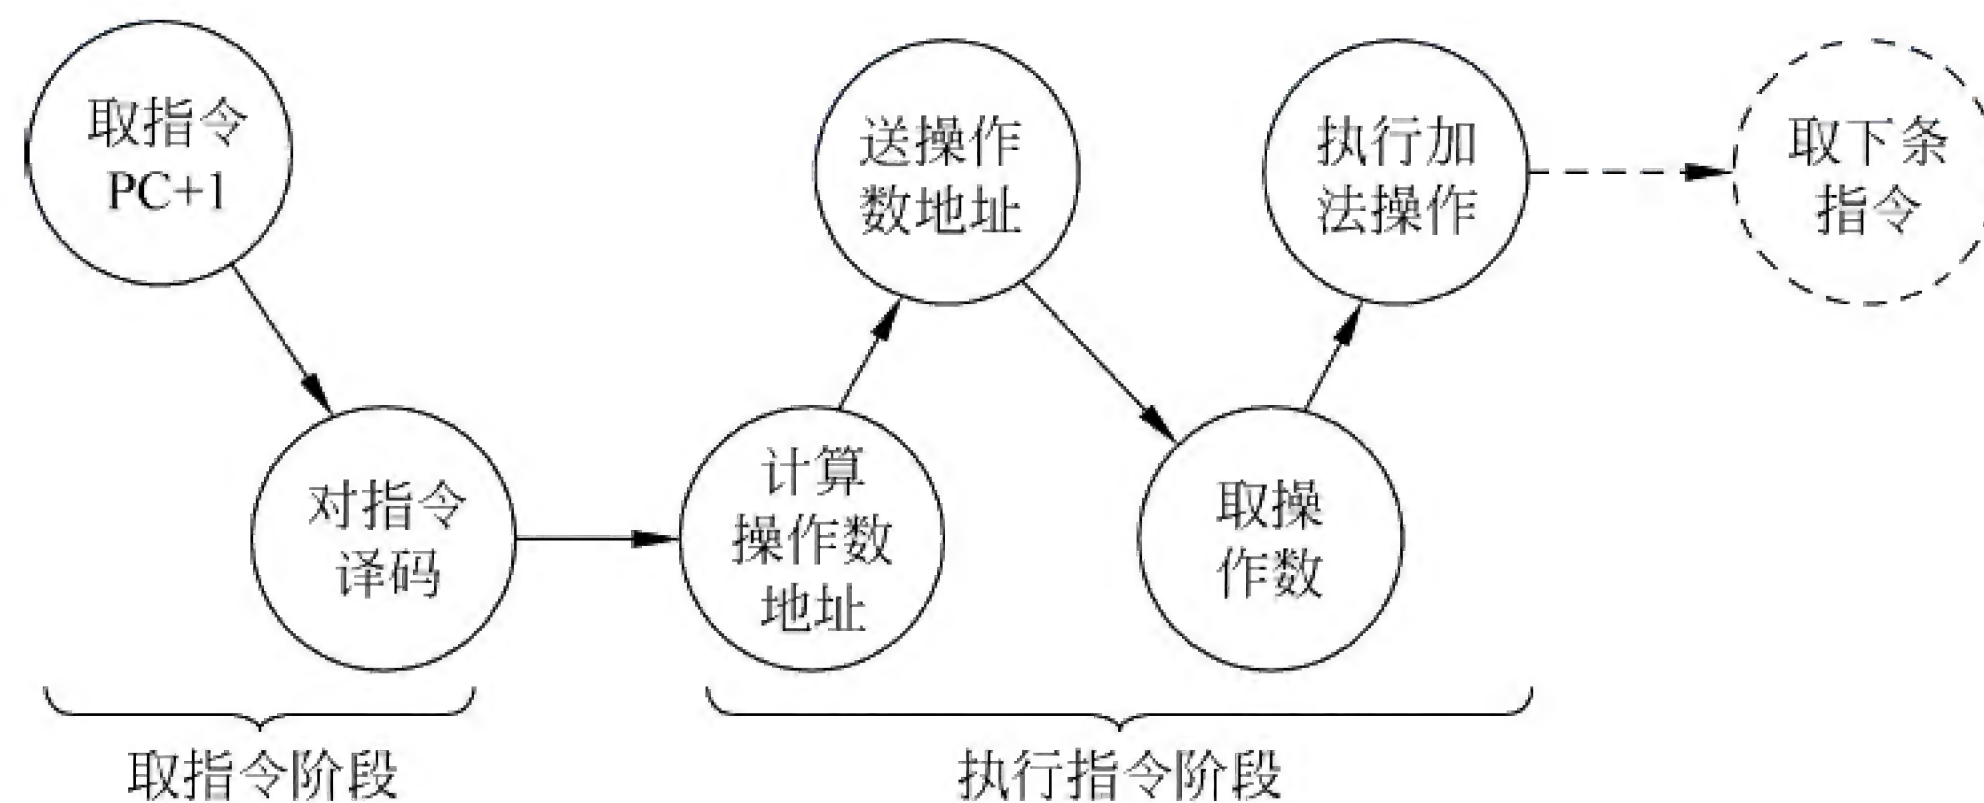 取指令
PC+1
对指令
译码
计算
操作数
地址
送操作
数地址
取操
作数
执行加
法操作
取下条
指令
取指令阶段
执行指令阶段